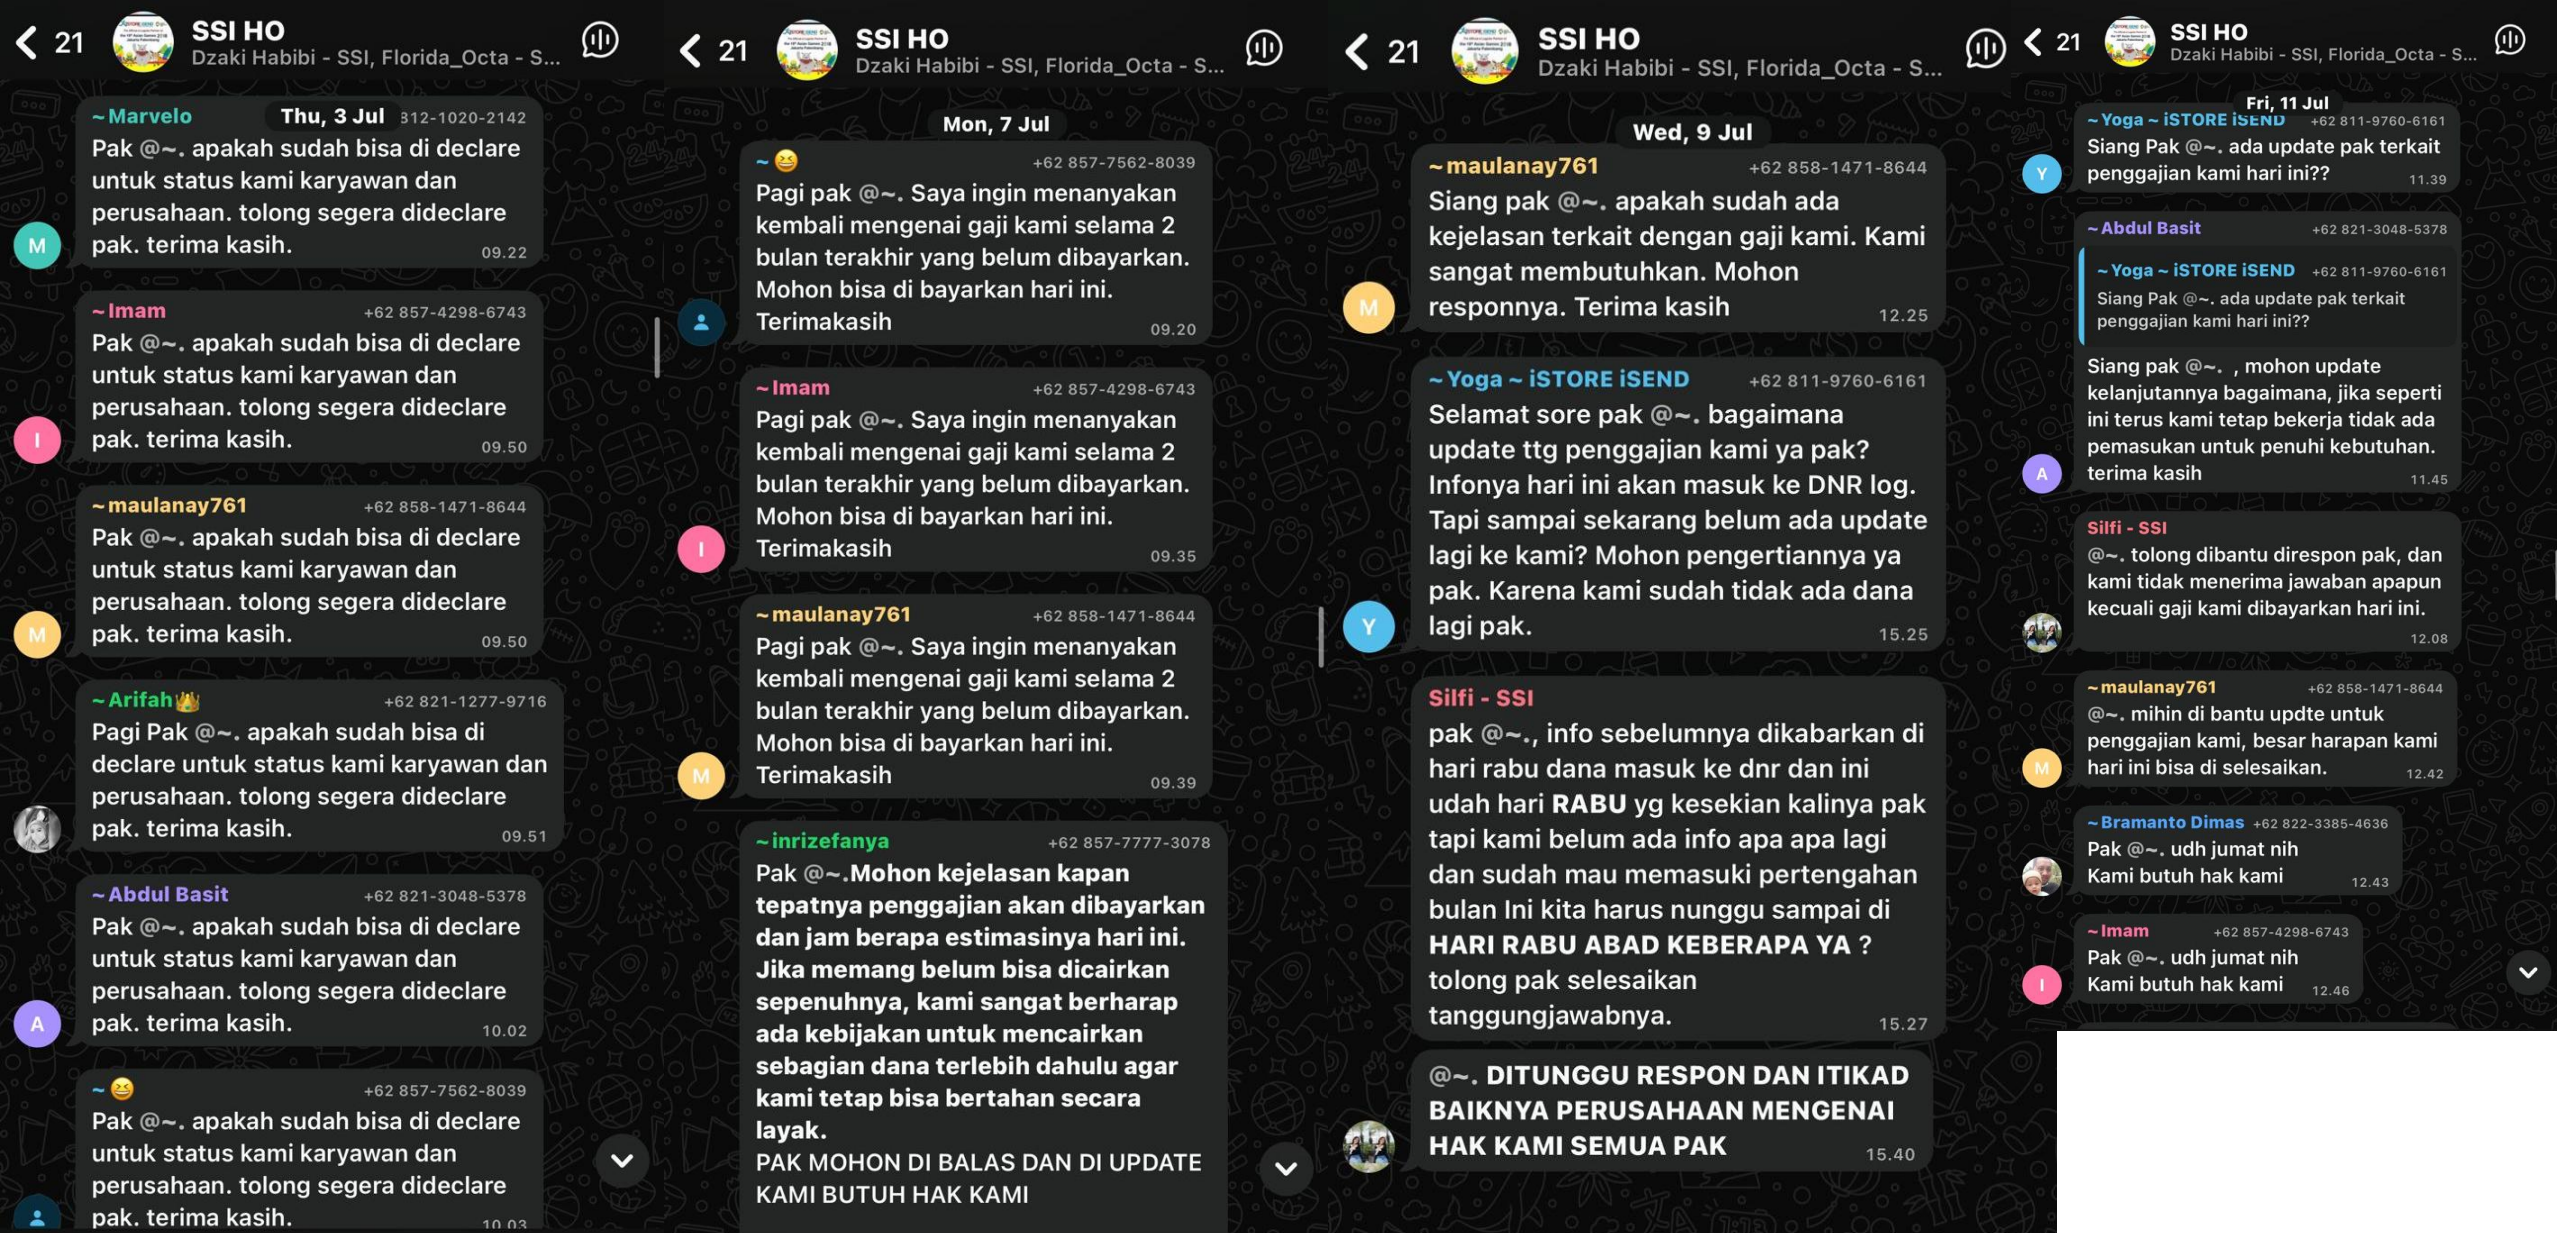 21
SSI HO
Dzaki Habibi - SSI, Florida_Octa - S...
Thu, 3 Jul
~Marvelo 812-1020-2142
Pak @~. apakah sudah bisa di declare
untuk status kami karyawan dan
perusahaan. tolong segera dideclare
pak. terima kasih. 09.22
M
~Imam +62 857-4298-6743
Pak @~. apakah sudah bisa di declare
untuk status kami karyawan dan
perusahaan. tolong segera dideclare
pak. terima kasih. 09.50
I
~maulanay761 +62 858-1471-8644
Pak @~. apakah sudah bisa di declare
untuk status kami karyawan dan
perusahaan. tolong segera dideclare
pak. terima kasih. 09.50
M
~Arifah👑 +62 821-1277-9716
Pagi Pak @~. apakah sudah bisa di
declare untuk status kami karyawan dan
perusahaan. tolong segera dideclare
pak. terima kasih. 09.51
~Abdul Basit +62 821-3048-5378
Pak @~. apakah sudah bisa di declare
untuk status kami karyawan dan
perusahaan. tolong segera dideclare
pak. terima kasih. 10.02
A
~😆 +62 857-7562-8039
Pak @~. apakah sudah bisa di declare
untuk status kami karyawan dan
perusahaan. tolong segera dideclare
pak. terima kasih. 10.03
21
SSI HO
Dzaki Habibi - SSI, Florida_Octa - S...
Mon, 7 Jul
~😆 +62 857-7562-8039
Pagi pak @~. Saya ingin menanyakan
kembali mengenai gaji kami selama 2
bulan terakhir yang belum dibayarkan.
Mohon bisa di bayarkan hari ini.
Terimakasih 09.20
~Imam +62 857-4298-6743
Pagi pak @~. Saya ingin menanyakan
kembali mengenai gaji kami selama 2
bulan terakhir yang belum dibayarkan.
Mohon bisa di bayarkan hari ini.
Terimakasih 09.35
I
~maulanay761 +62 858-1471-8644
Pagi pak @~. Saya ingin menanyakan
kembali mengenai gaji kami selama 2
bulan terakhir yang belum dibayarkan.
Mohon bisa di bayarkan hari ini.
Terimakasih 09.39
M
~inrizefanya +62 857-7777-3078
Pak @~.Mohon kejelasan kapan
tepatnya penggajian akan dibayarkan
dan jam berapa estimasinya hari ini.
Jika memang belum bisa dicairkan
sepenuhnya, kami sangat berharap
ada kebijakan untuk mencairkan
sebagian dana terlebih dahulu agar
kami tetap bisa bertahan secara
layak.
PAK MOHON DI BALAS DAN DI UPDATE
KAMI BUTUH HAK KAMI
21
SSI HO
Dzaki Habibi - SSI, Florida_Octa - S...
Wed, 9 Jul
~maulanay761 +62 858-1471-8644
Siang pak @~. apakah sudah ada
kejelasan terkait dengan gaji kami. Kami
sangat membutuhkan. Mohon
responnya. Terima kasih 12.25
M
~Yoga ~ iSTORE iSEND +62 811-9760-6161
Selamat sore pak @~. bagaimana
update ttg penggajian kami ya pak?
Infonya hari ini akan masuk ke DNR log.
Tapi sampai sekarang belum ada update
lagi ke kami? Mohon pengertiannya ya
pak. Karena kami sudah tidak ada dana
lagi pak. 15.25
Y
Silfi - SSI
pak @~., info sebelumnya dikabarkan di
hari rabu dana masuk ke dnr dan ini
udah hari RABU yg kesekian kalinya pak
tapi kami belum ada info apa apa lagi
dan sudah mau memasuki pertengahan
bulan Ini kita harus nunggu sampai di
HARI RABU ABAD KEBERAPA YA ?
tolong pak selesaikan
tanggungjawabnya. 15.27
@~. DITUNGGU RESPON DAN ITIKAD
BAIKNYA PERUSAHAAN MENGENAI
HAK KAMI SEMUA PAK 15.40
21
SSI HO
Dzaki Habibi - SSI, Florida_Octa - S...
Fri, 11 Jul
~Yoga ~ iSTORE iSEND +62 811-9760-6161
Siang Pak @~. ada update pak terkait
penggajian kami hari ini?? 11.39
Y
~Abdul Basit +62 821-3048-5378
~Yoga ~ iSTORE iSEND +62 811-9760-6161
Siang Pak @~. ada update pak terkait
penggajian kami hari ini??
Siang pak @~. , mohon update
kelanjutannya bagaimana, jika seperti
ini terus kami tetap bekerja tidak ada
pemasukan untuk penuhi kebutuhan.
terima kasih 11.45
A
Silfi - SSI
@~. tolong dibantu direspon pak, dan
kami tidak menerima jawaban apapun
kecuali gaji kami dibayarkan hari ini.
12.08
~maulanay761 +62 858-1471-8644
@~. mihin di bantu updte untuk
penggajian kami, besar harapan kami
hari ini bisa di selesaikan. 12.42
M
~Bramanto Dimas +62 822-3385-4636
Pak @~. udh jumat nih
Kami butuh hak kami 12.43
~Imam +62 857-4298-6743
Pak @~. udh jumat nih
Kami butuh hak kami 12.46
I